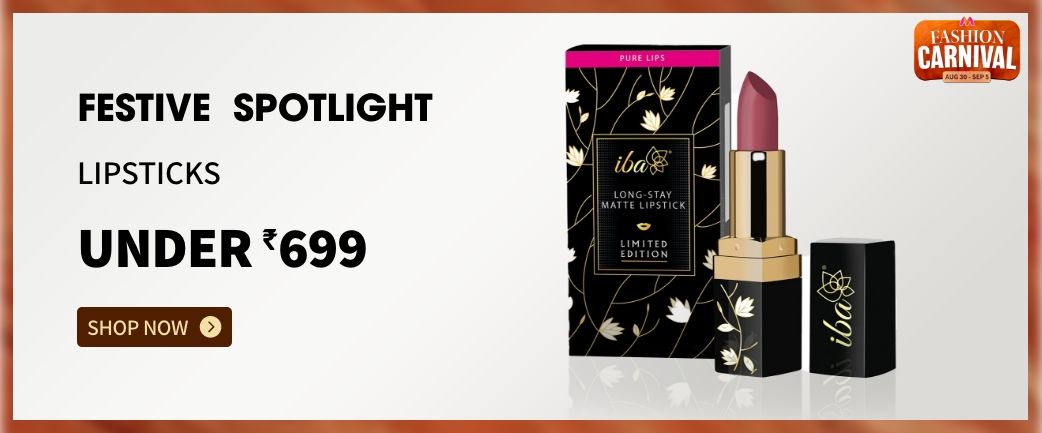 FASHION
CARNIVAL
AUG 30 - SEP 5
FESTIVE SPOTLIGHT
LIPSTICKS
UNDER ₹699
SHOP NOW
PURE LIPS
iba®
LONG-STAY
MATTE LIPSTICK
LIMITED
EDITION
iba®